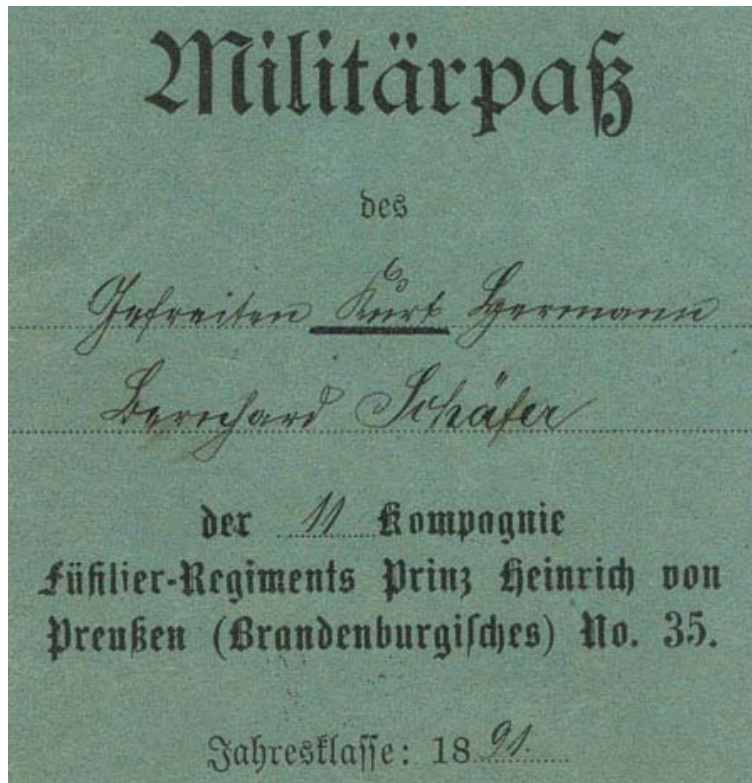 Militärpaß
des
Gefreiten Kurt Hermann
Bernhard Schäfer
der 11 Kompagnie
Füsilier-Regiments Prinz Heinrich von
Preußen (Brandenburgisches) No. 35.
Jahresklasse: 1891.